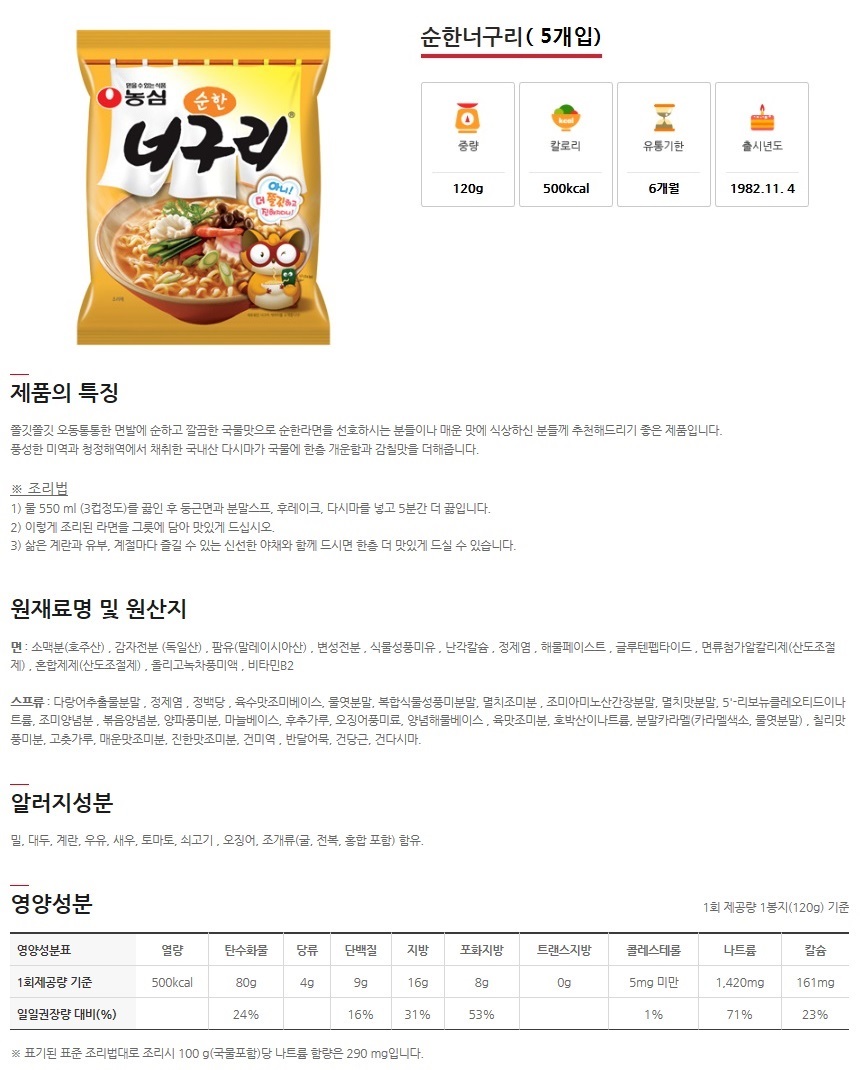 순한너구리( 5개입)
믿을 수 있는 식품
농심
순한
너구리
®
아니!
더 쫄깃하고
진해지다니!
조리예
중량
칼로리
유통기한
출시년도
kcal
120g
500kcal
6개월
1982.11. 4
제품의 특징
쫄깃쫄깃 오동통통한 면발에 순하고 깔끔한 국물맛으로 순한라면을 선호하시는 분들이나 매운 맛에 식상하신 분들께 추천해드리기 좋은 제품입니다.
풍성한 미역과 청정해역에서 채취한 국내산 다시마가 국물에 한층 개운함과 감칠맛을 더해줍니다.
※ 조리법
1) 물 550 ml (3컵정도)를 끓인 후 둥근면과 분말스프, 후레이크, 다시마를 넣고 5분간 더 끓입니다.
2) 이렇게 조리된 라면을 그릇에 담아 맛있게 드십시오.
3) 삶은 계란과 유부, 계절마다 즐길 수 있는 신선한 야채와 함께 드시면 한층 더 맛있게 드실 수 있습니다.
원재료명 및 원산지
면 : 소맥분(호주산) , 감자전분 (독일산) , 팜유(말레이시아산) , 변성전분 , 식물성풍미유 , 난각칼슘 , 정제염 , 해물페이스트 , 글루텐펩타이드 , 면류첨가알칼리제(산도조절
제) , 혼합제제(산도조절제) , 올리고녹차풍미액 , 비타민B2
스프류 : 다랑어추출물분말 , 정제염 , 정백당 , 육수맛조미베이스, 물엿분말, 복합식물성풍미분말, 멸치조미분 , 조미아미노산간장분말, 멸치맛분말, 5'-리보뉴클레오티드이나
트륨, 조미양념분 , 볶음양념분, 양파풍미분, 마늘베이스, 후추가루, 오징어풍미료, 양념해물베이스 , 육맛조미분, 호박산이나트륨, 분말카라멜(카라멜색소, 물엿분말) , 칠리맛
풍미분, 고춧가루, 매운맛조미분, 진한맛조미분, 건미역 , 반달어묵, 건당근, 건다시마.
알러지성분
밀, 대두, 계란, 우유, 새우, 토마토, 쇠고기 , 오징어, 조개류(굴, 전복, 홍합 포함) 함유.
영양성분
1회 제공량 1봉지(120g) 기준
영양성분표 열량 탄수화물 당류 단백질 지방 포화지방 트랜스지방 콜레스테롤 나트륨 칼슘
1회제공량 기준 500kcal 80g 4g 9g 16g 8g 0g 5mg 미만 1,420mg 161mg
일일권장량 대비(%) 24% 16% 31% 53% 1% 71% 23%
※ 표기된 표준 조리법대로 조리시 100 g(국물포함)당 나트륨 함량은 290 mg입니다.